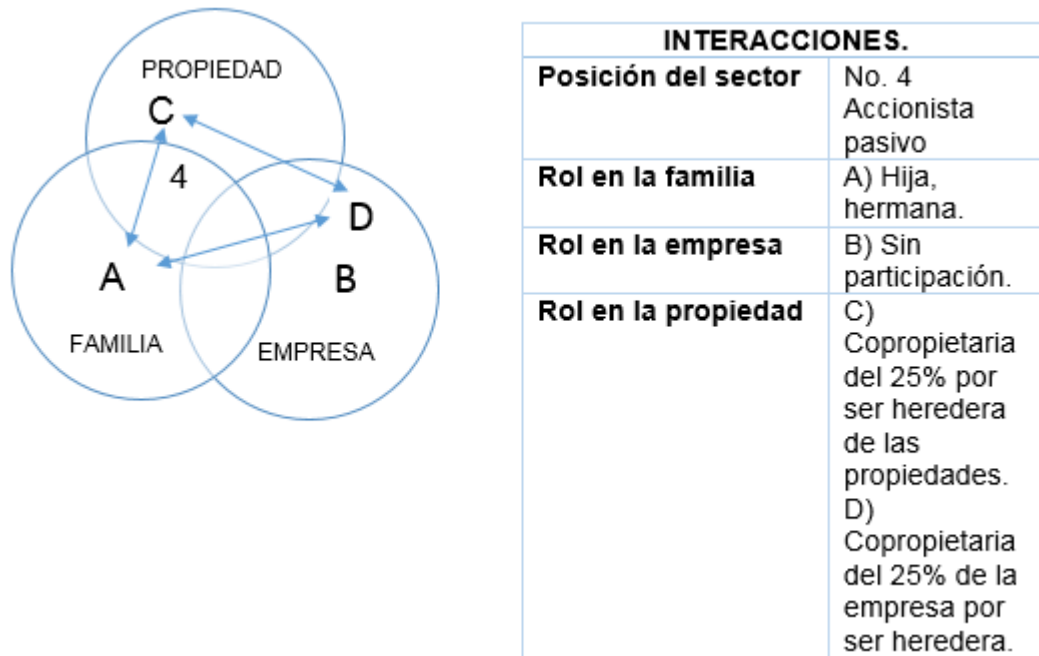 PROPIEDAD
C
4
D
A
B
FAMILIA
EMPRESA
INTERACCIONES.
Posición del sector
No. 4
Accionista
pasivo
Rol en la familia
A) Hija,
hermana.
Rol en la empresa
B) Sin
participación.
Rol en la propiedad
C)
Copropietaria
del 25% por
ser heredera
de las
propiedades.
D)
Copropietaria
del 25% de la
empresa por
ser heredera.